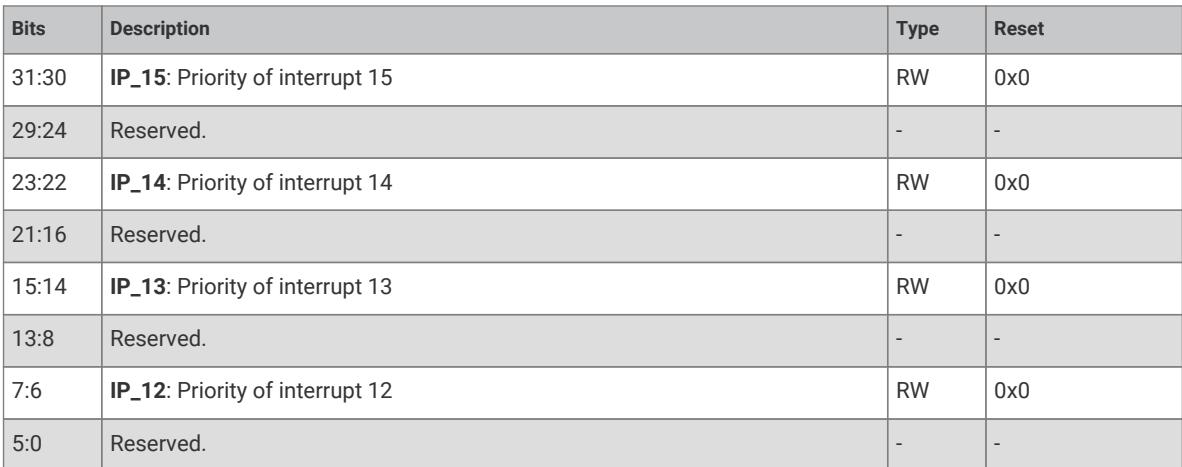 Bits Description Type Reset
31:30 IP_15: Priority of interrupt 15 RW 0x0
29:24 Reserved. - -
23:22 IP_14: Priority of interrupt 14 RW 0x0
21:16 Reserved. - -
15:14 IP_13: Priority of interrupt 13 RW 0x0
13:8 Reserved. - -
7:6 IP_12: Priority of interrupt 12 RW 0x0
5:0 Reserved. - -